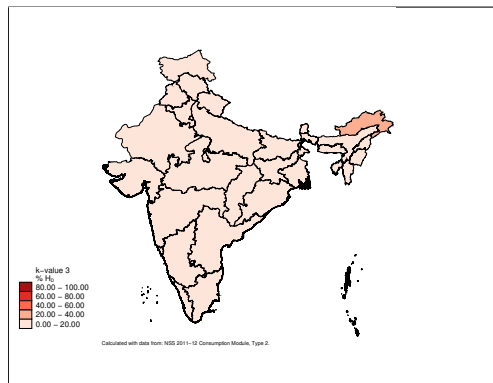 k−value 3
% H₀
80.00 − 100.00
60.00 − 80.00
40.00 − 60.00
20.00 − 40.00
0.00 − 20.00
Calculated with data from: NSS 2011−12 Consumption Module, Type 2.